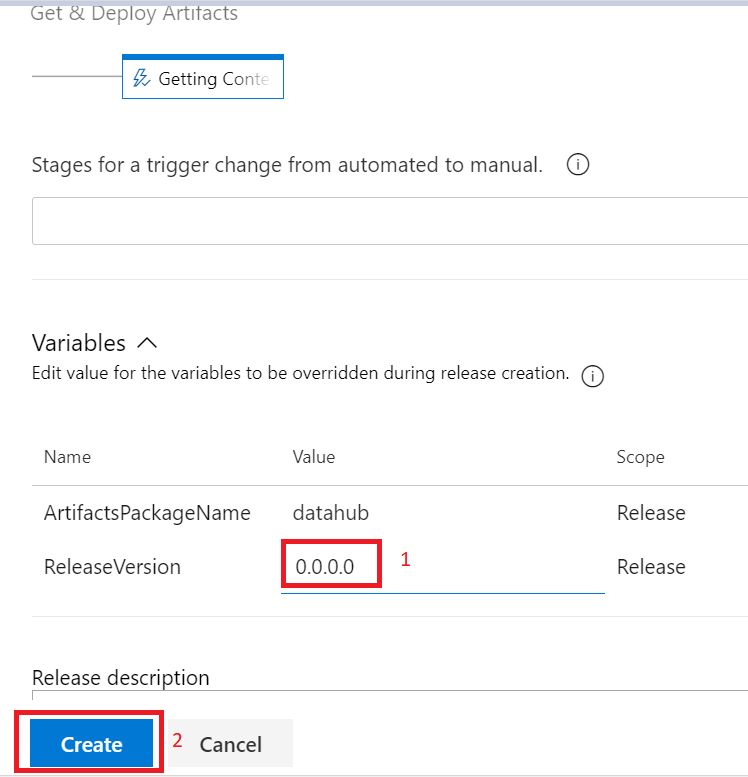 Get & Deploy Artifacts
Getting Conte
Stages for a trigger change from automated to manual.
Variables
Edit value for the variables to be overridden during release creation.
Name Value Scope
ArtifactsPackageName datahub Release
ReleaseVersion 0.0.0.0 1 Release
Release description
Create 2 Cancel